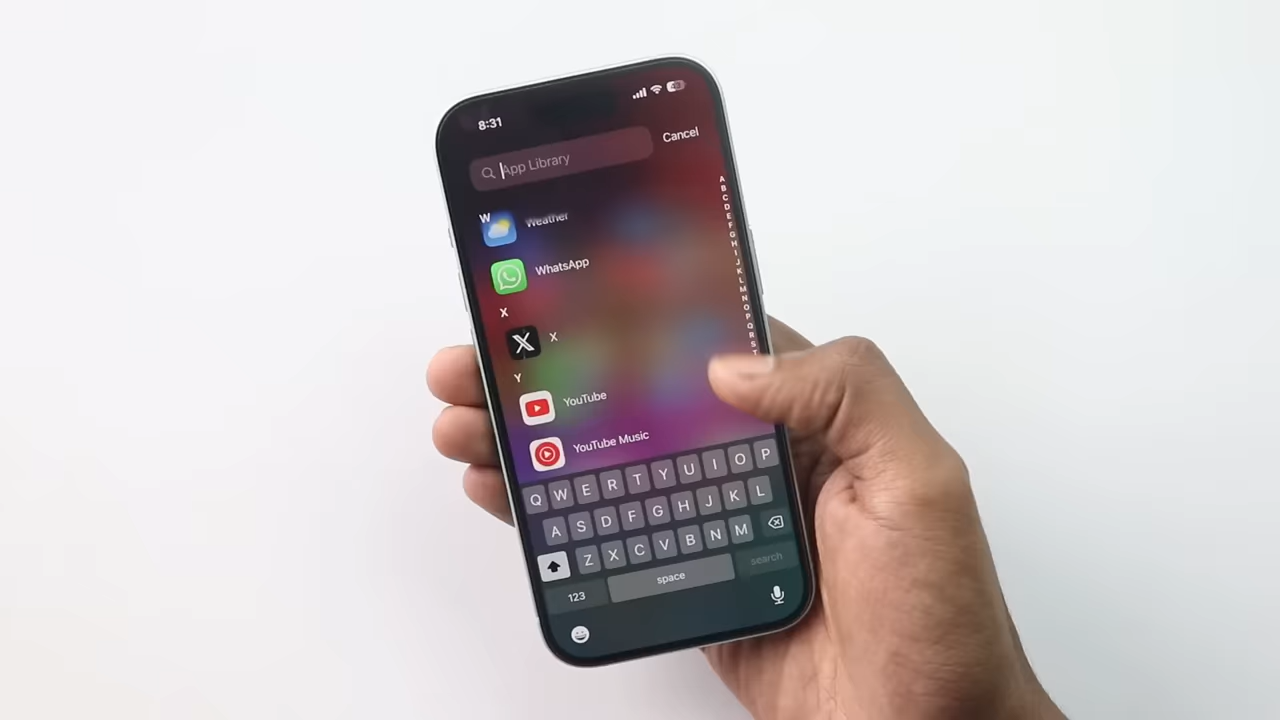 8:31
App Library
Cancel
W
Weather
WhatsApp
X
X
Y
YouTube
YouTube Music
A
B
C
D
E
F
G
H
I
J
K
L
M
N
O
P
Q
R
S
T
Q W E R T Y U I O P
A S D F G H J K L
Z X C V B N M
123 space search